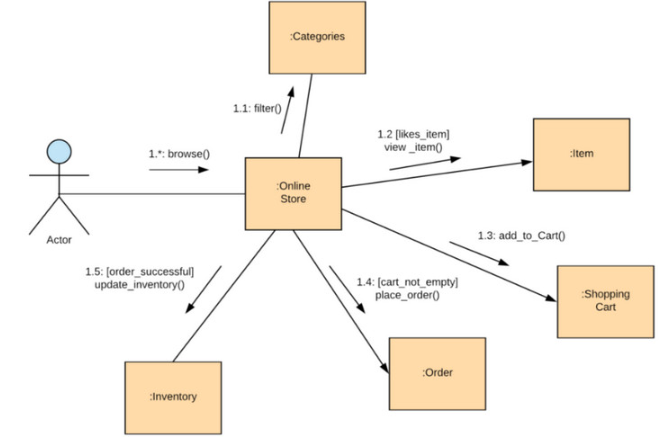 :Categories
1.1: filter()
1.2 [likes_item]
view _item()
:Item
1.*: browse()
:Online
Store
Actor
1.3: add_to_Cart()
1.5: [order_successful]
update_inventory()
1.4: [cart_not_empty]
place_order()
:Shopping
Cart
:Inventory
:Order